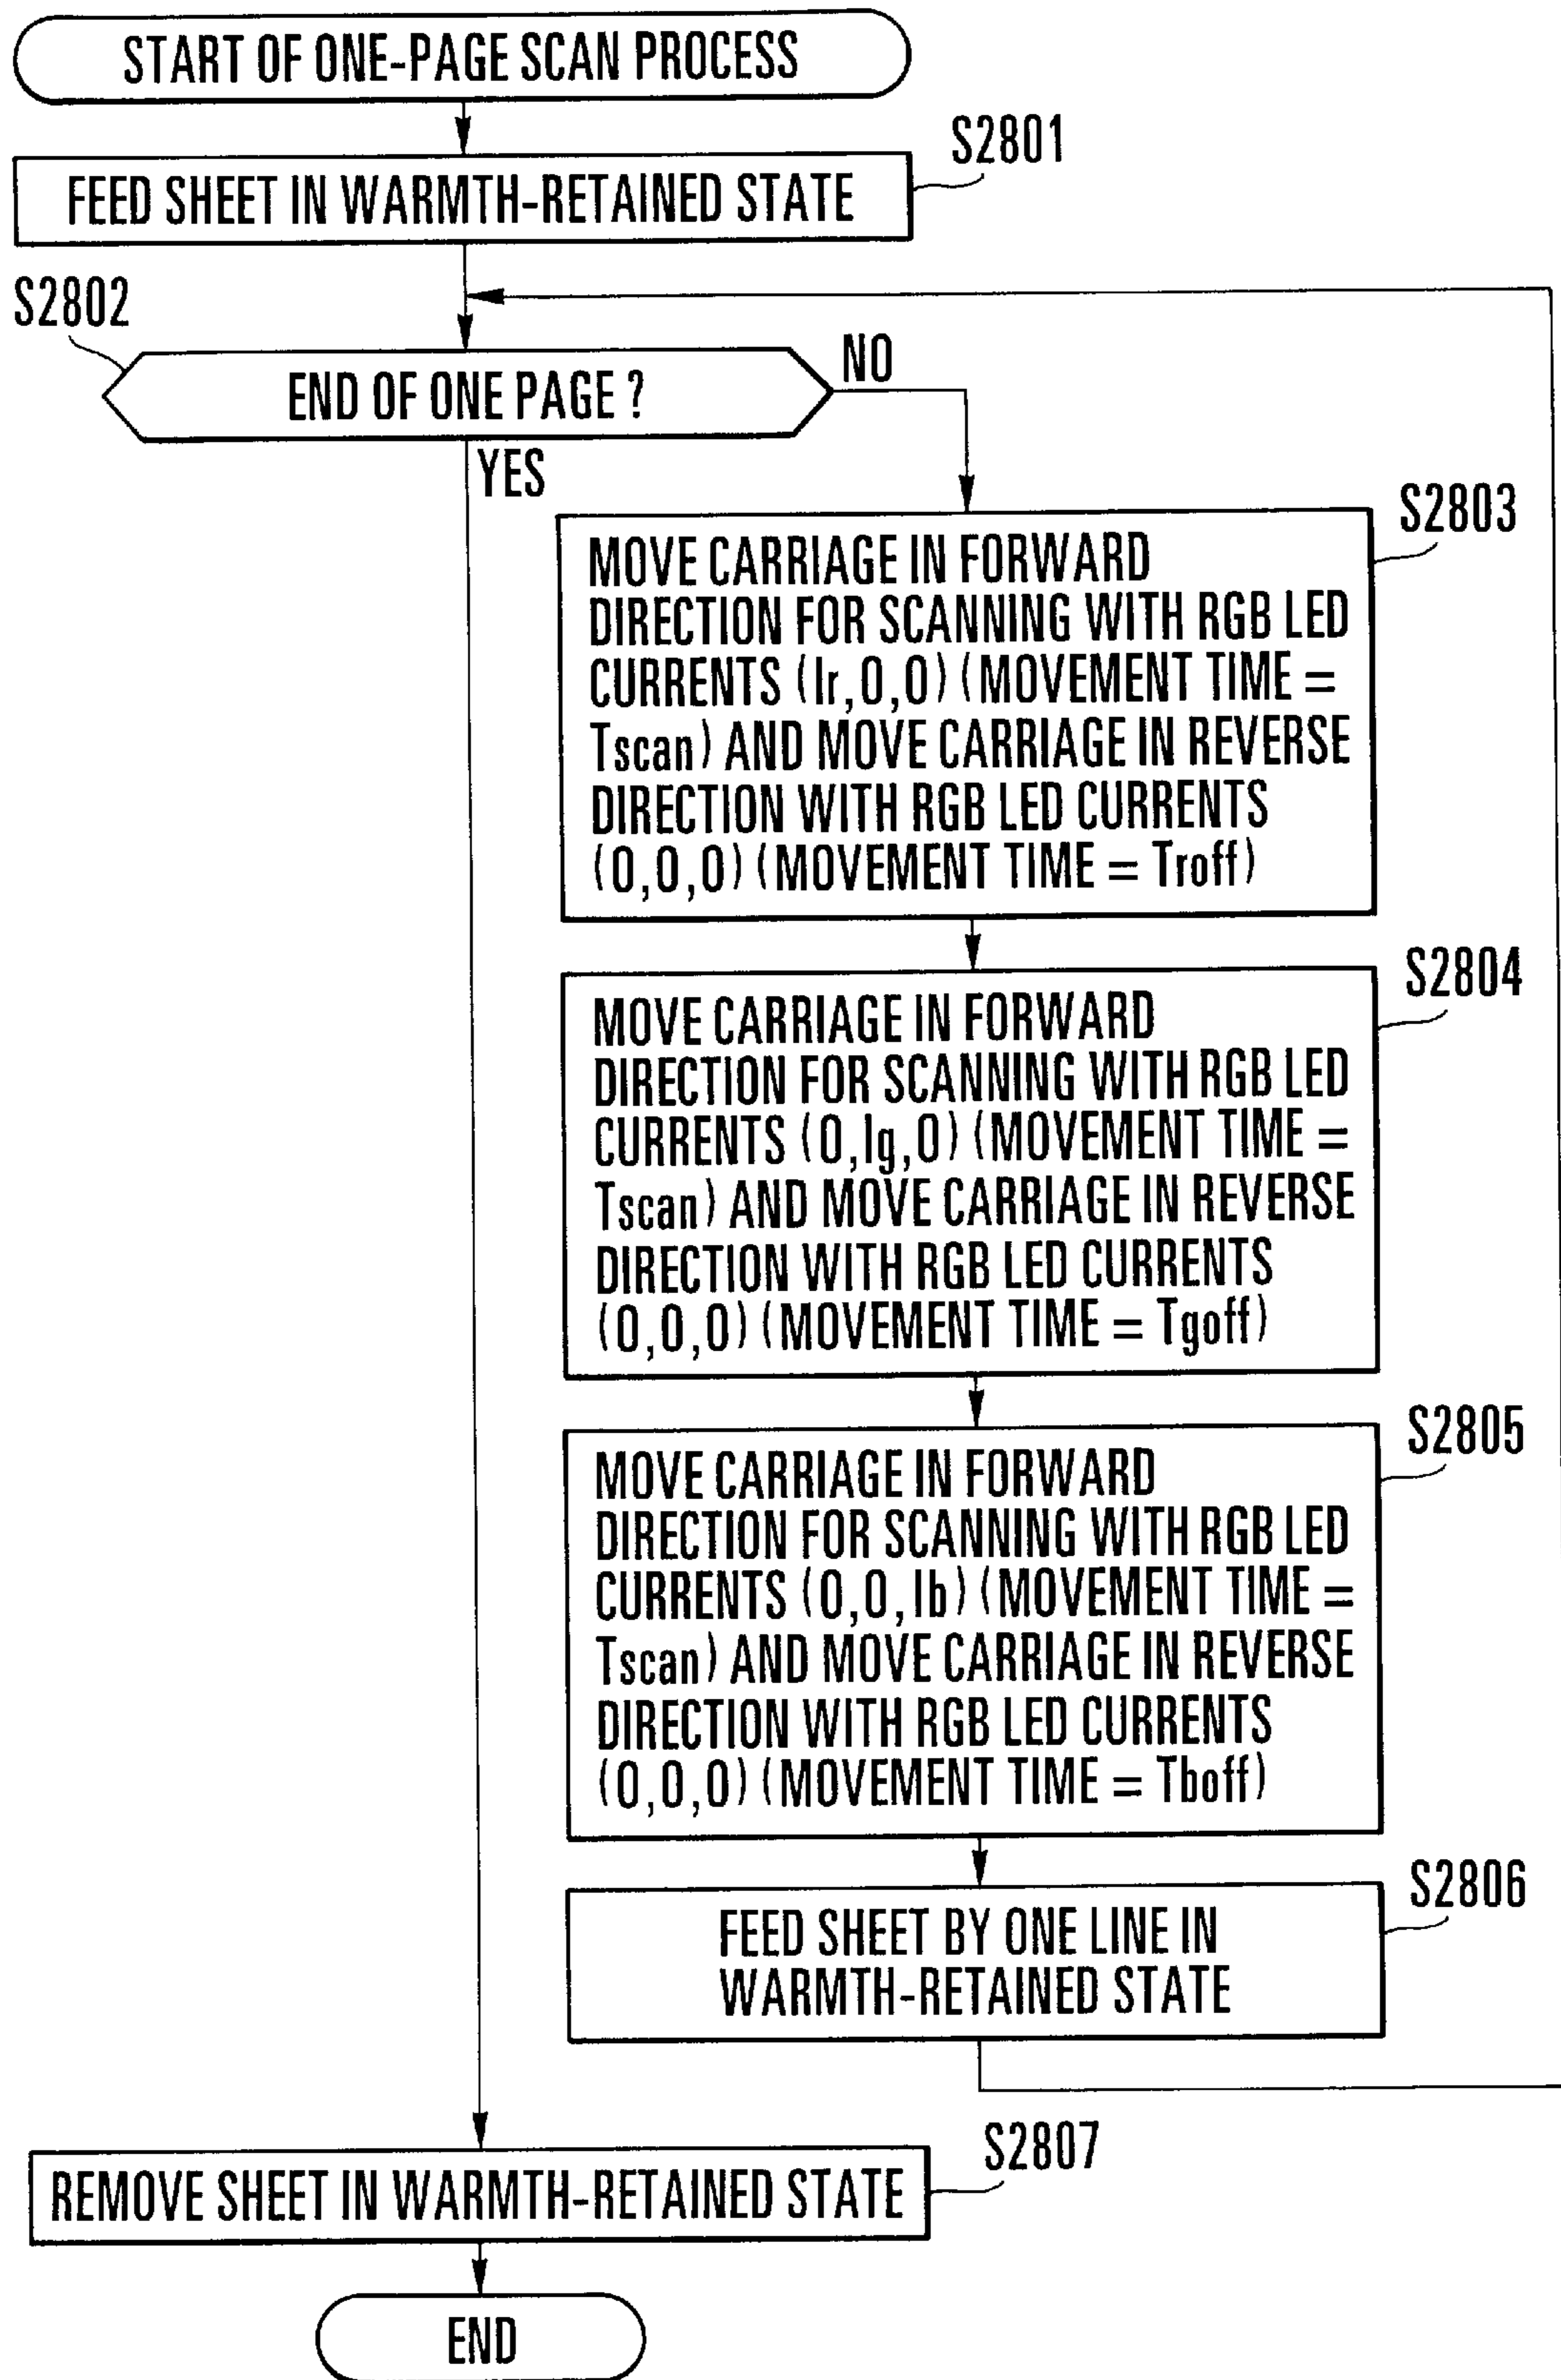 START OF ONE-PAGE SCAN PROCESS
S2801
FEED SHEET IN WARMTH-RETAINED STATE
S2802
END OF ONE PAGE ?
NO
YES
S2803
MOVE CARRIAGE IN FORWARD
DIRECTION FOR SCANNING WITH RGB LED
CURRENTS (Ir,0,0) (MOVEMENT TIME =
Tscan) AND MOVE CARRIAGE IN REVERSE
DIRECTION WITH RGB LED CURRENTS
(0,0,0) (MOVEMENT TIME = Troff)
S2804
MOVE CARRIAGE IN FORWARD
DIRECTION FOR SCANNING WITH RGB LED
CURRENTS (0,Ig,0) (MOVEMENT TIME =
Tscan) AND MOVE CARRIAGE IN REVERSE
DIRECTION WITH RGB LED CURRENTS
(0,0,0) (MOVEMENT TIME = Tgoff)
S2805
MOVE CARRIAGE IN FORWARD
DIRECTION FOR SCANNING WITH RGB LED
CURRENTS (0,0,Ib) (MOVEMENT TIME =
Tscan) AND MOVE CARRIAGE IN REVERSE
DIRECTION WITH RGB LED CURRENTS
(0,0,0) (MOVEMENT TIME = Tboff)
S2806
FEED SHEET BY ONE LINE IN
WARMTH-RETAINED STATE
S2807
REMOVE SHEET IN WARMTH-RETAINED STATE
END